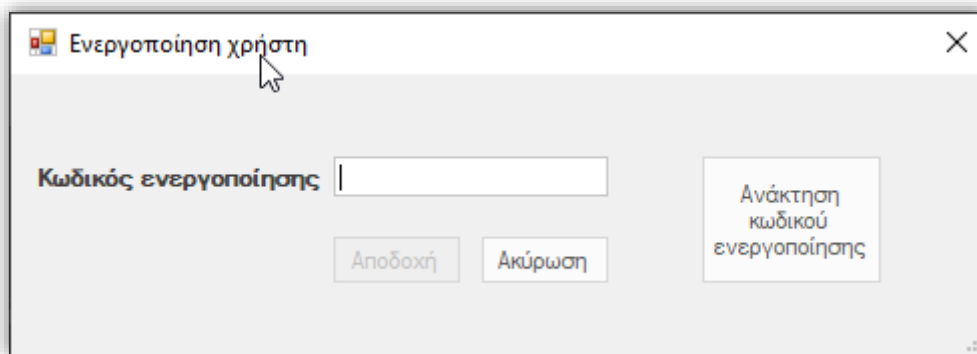 Ενεργοποίηση χρήστη
Κωδικός ενεργοποίησης
Αποδοχή
Ακύρωση
Ανάκτηση
κωδικού
ενεργοποίησης